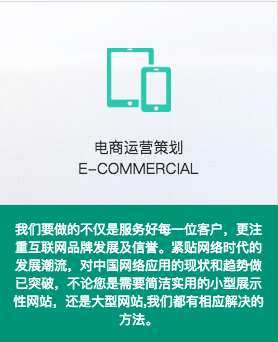 电商运营策划
E-COMMERCIAL
我们要做的不仅是服务好每一位客户，更注
重互联网品牌发展及信誉。紧贴网络时代的
发展潮流，对中国网络应用的现状和趋势做
已突破，不论您是需要简洁实用的小型展示
性网站，还是大型网站,我们都有相应解决的
方法。